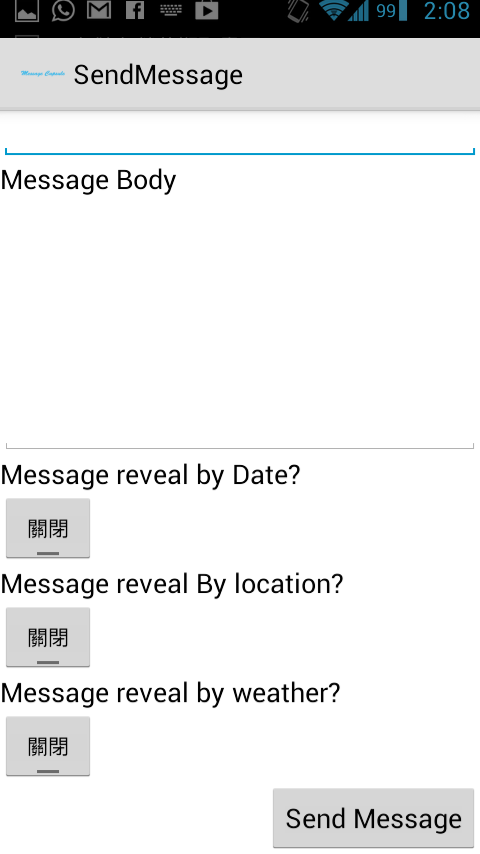 99 2:08
Message Capsule SendMessage
Message Body
Message reveal by Date?
關閉
Message reveal By location?
關閉
Message reveal by weather?
關閉
Send Message